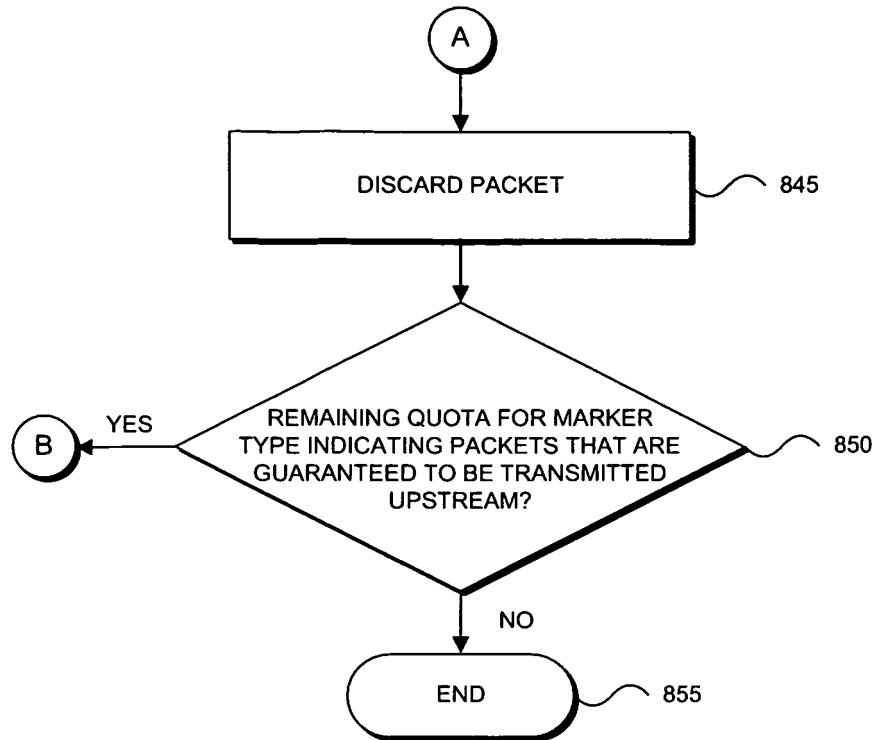 A
DISCARD PACKET
845
REMAINING QUOTA FOR MARKER
TYPE INDICATING PACKETS THAT ARE
GUARANTEED TO BE TRANSMITTED
UPSTREAM?
850
YES
B
NO
END
855